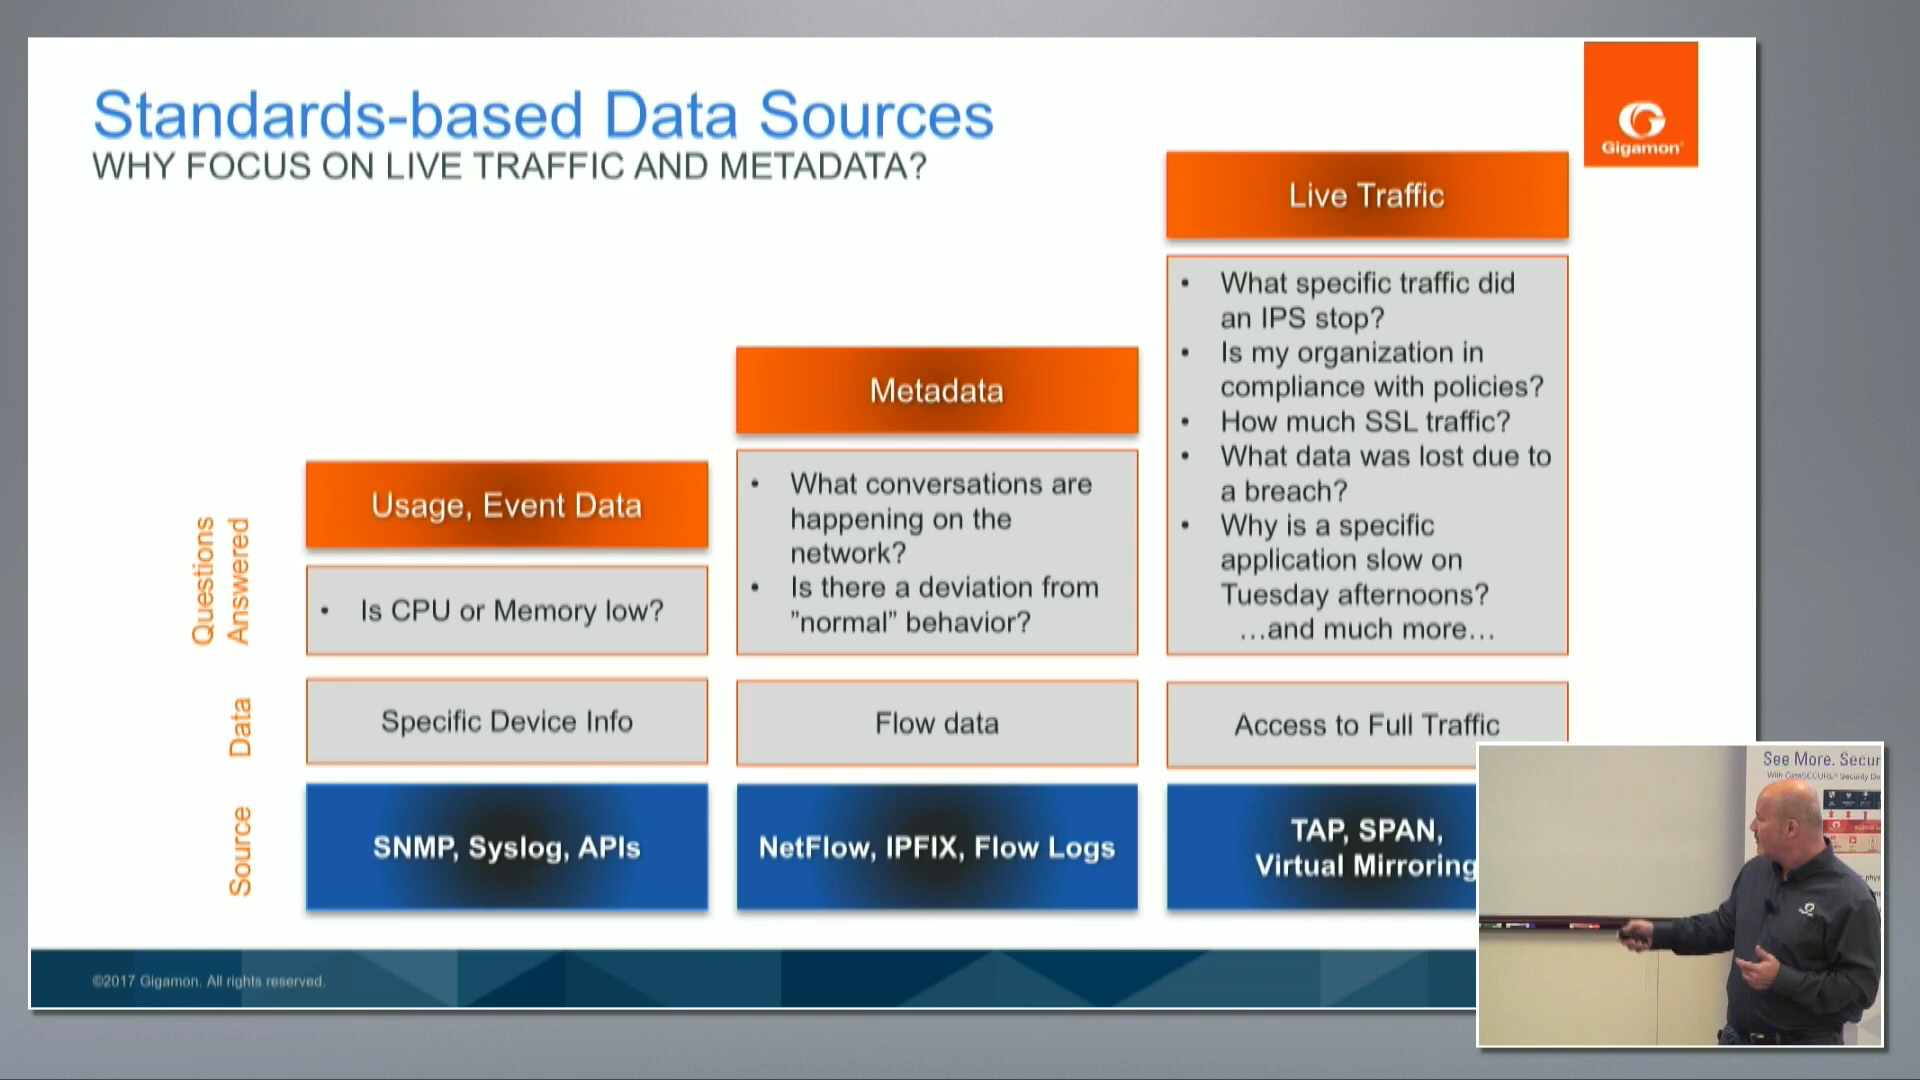 Standards-based Data Sources
WHY FOCUS ON LIVE TRAFFIC AND METADATA?
Gigamon®
Live Traffic
• What specific traffic did
an IPS stop?
• Is my organization in
compliance with policies?
• How much SSL traffic?
• What data was lost due to
a breach?
• Why is a specific
application slow on
Tuesday afternoons?
...and much more...
Metadata
• What conversations are
happening on the
network?
• Is there a deviation from
"normal" behavior?
Usage, Event Data
• Is CPU or Memory low?
Questions
Answered
Data
Specific Device Info
Flow data
Access to Full Traffic
Source
SNMP, Syslog, APIs
NetFlow, IPFIX, Flow Logs
TAP, SPAN,
Virtual Mirroring
©2017 Gigamon. All rights reserved.
See More. Secur
With GigaSECURE® Security De